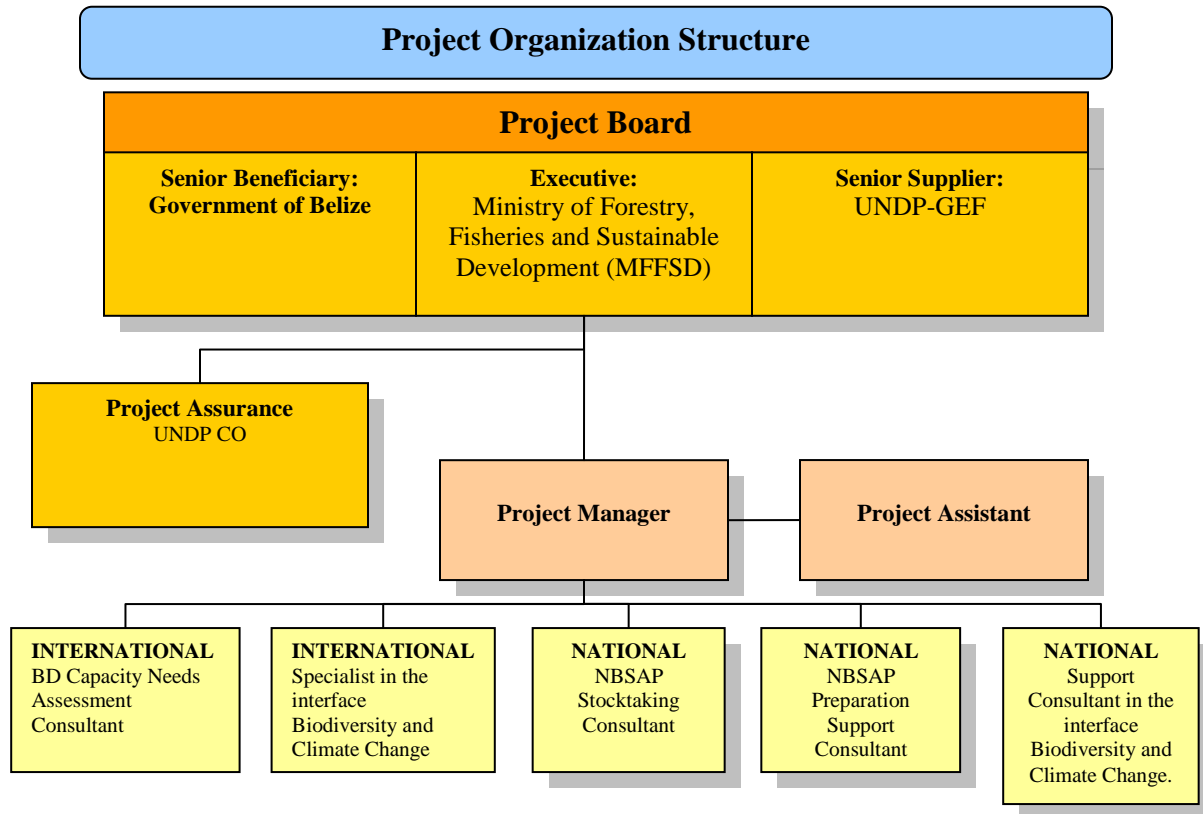 Project Organization Structure
Project Board
Senior Beneficiary:
Government of Belize
Executive:
Ministry of Forestry,
Fisheries and Sustainable
Development (MFFSD)
Senior Supplier:
UNDP-GEF
Project Assurance
UNDP CO
Project Manager
Project Assistant
INTERNATIONAL
BD Capacity Needs
Assessment
Consultant
INTERNATIONAL
Specialist in the
interface
Biodiversity and
Climate Change
NATIONAL
NBSAP
Stocktaking
Consultant
NATIONAL
NBSAP
Preparation
Support
Consultant
NATIONAL
Support
Consultant in the
interface
Biodiversity and
Climate Change.